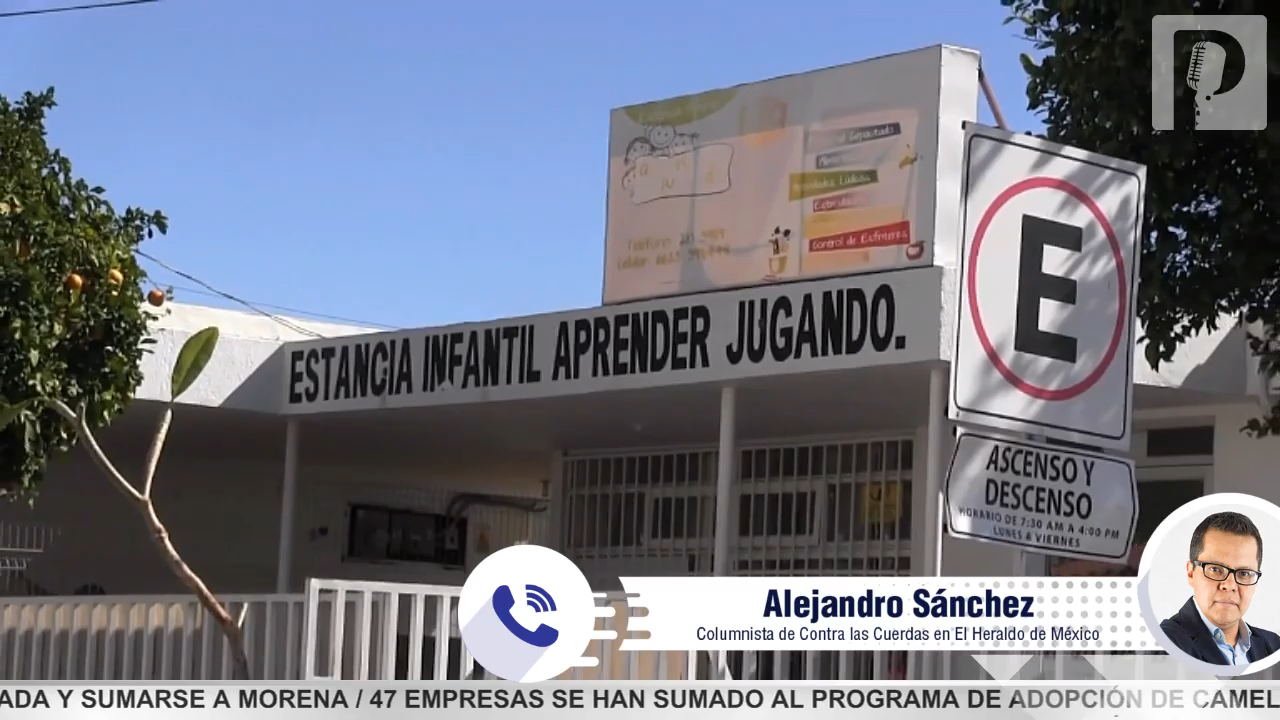 P
Control de Esfínteres
ESTANCIA INFANTIL APRENDER JUGANDO.
E
ASCENSO Y
DESCENSO
HORARIO DE 7:30 AM A 4:00 PM
LUNES A VIERNES
Alejandro Sánchez
Columnista de Contra las Cuerdas en El Heraldo de México
ADA Y SUMARSE A MORENA / 47 EMPRESAS SE HAN SUMADO AL PROGRAMA DE ADOPCIÓN DE CAMEL